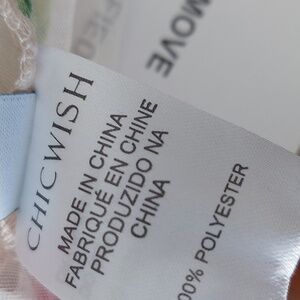 MOVE
CHICWISH
MADE IN CHINA
FABRIQUÉ EN CHINE
PRODUZIDO NA
CHINA
00% POLYESTER